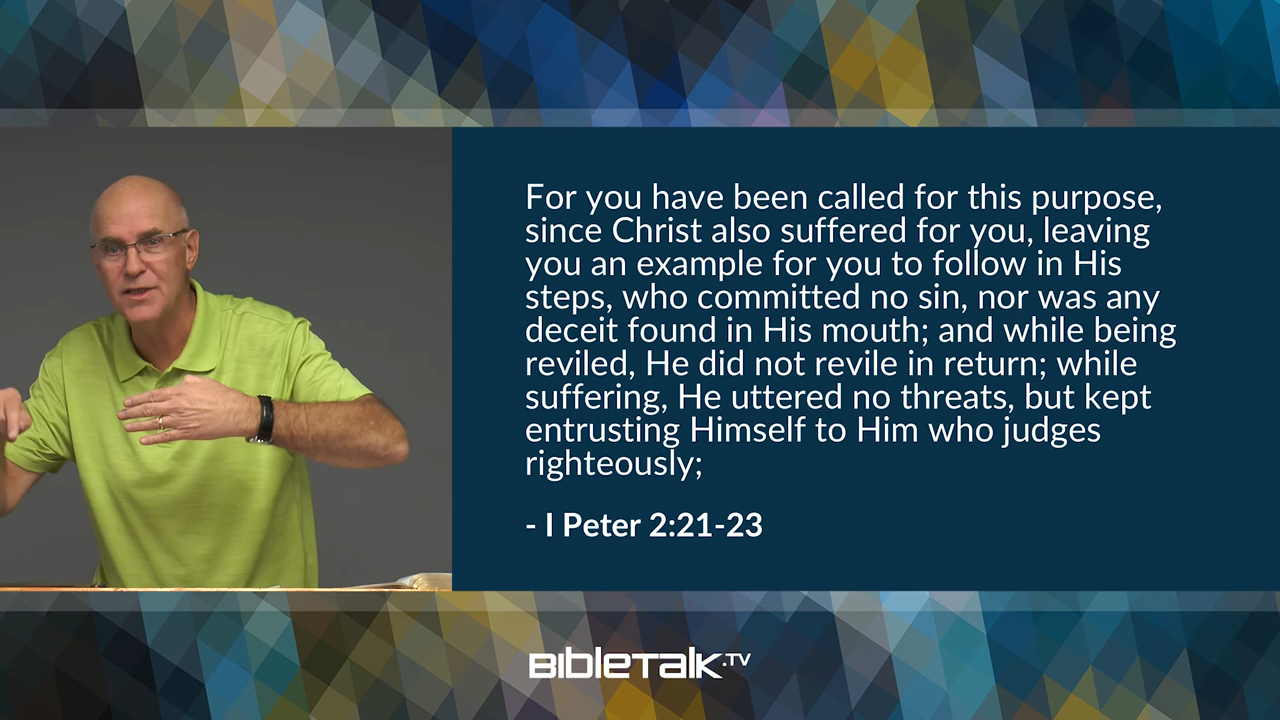 For you have been called for this purpose,
since Christ also suffered for you, leaving
you an example for you to follow in His
steps, who committed no sin, nor was any
deceit found in His mouth; and while being
reviled, He did not revile in return; while
suffering, He uttered no threats, but kept
entrusting Himself to Him who judges
righteously;
- I Peter 2:21-23
BIBLETALK.TV